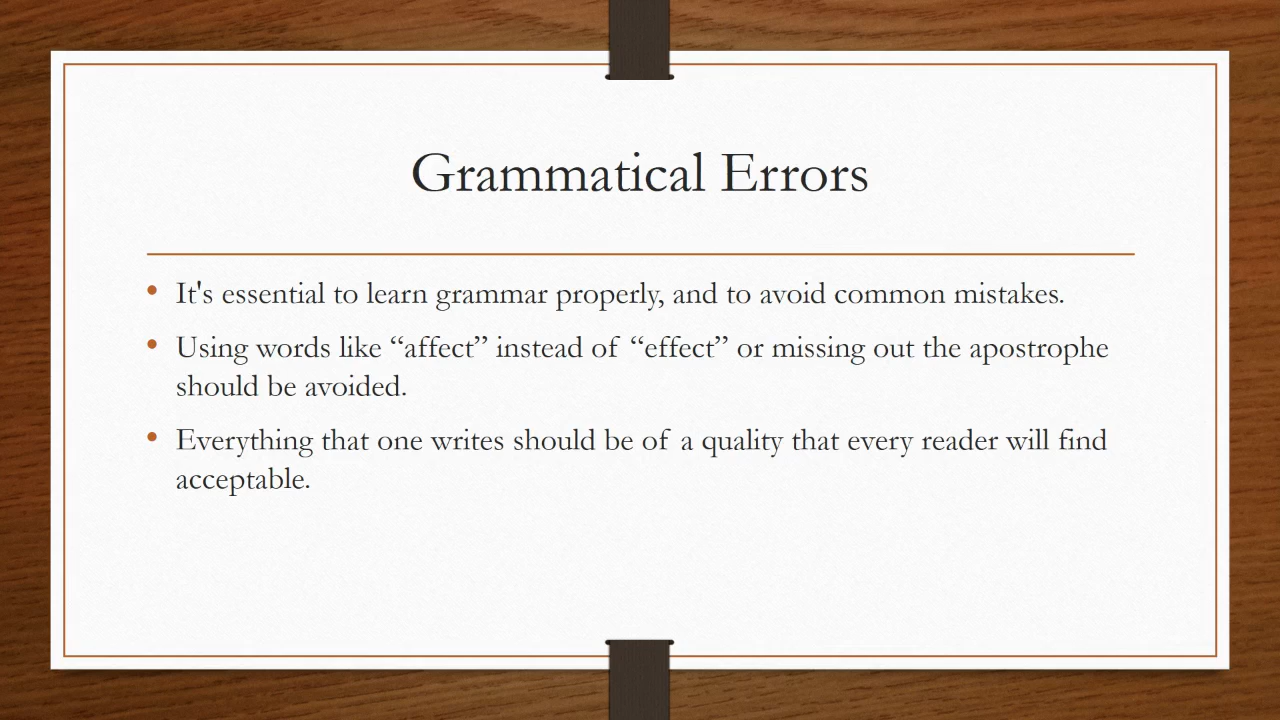 Grammatical Errors
• It's essential to learn grammar properly, and to avoid common mistakes.
• Using words like “affect” instead of “effect” or missing out the apostrophe
should be avoided.
• Everything that one writes should be of a quality that every reader will find
acceptable.